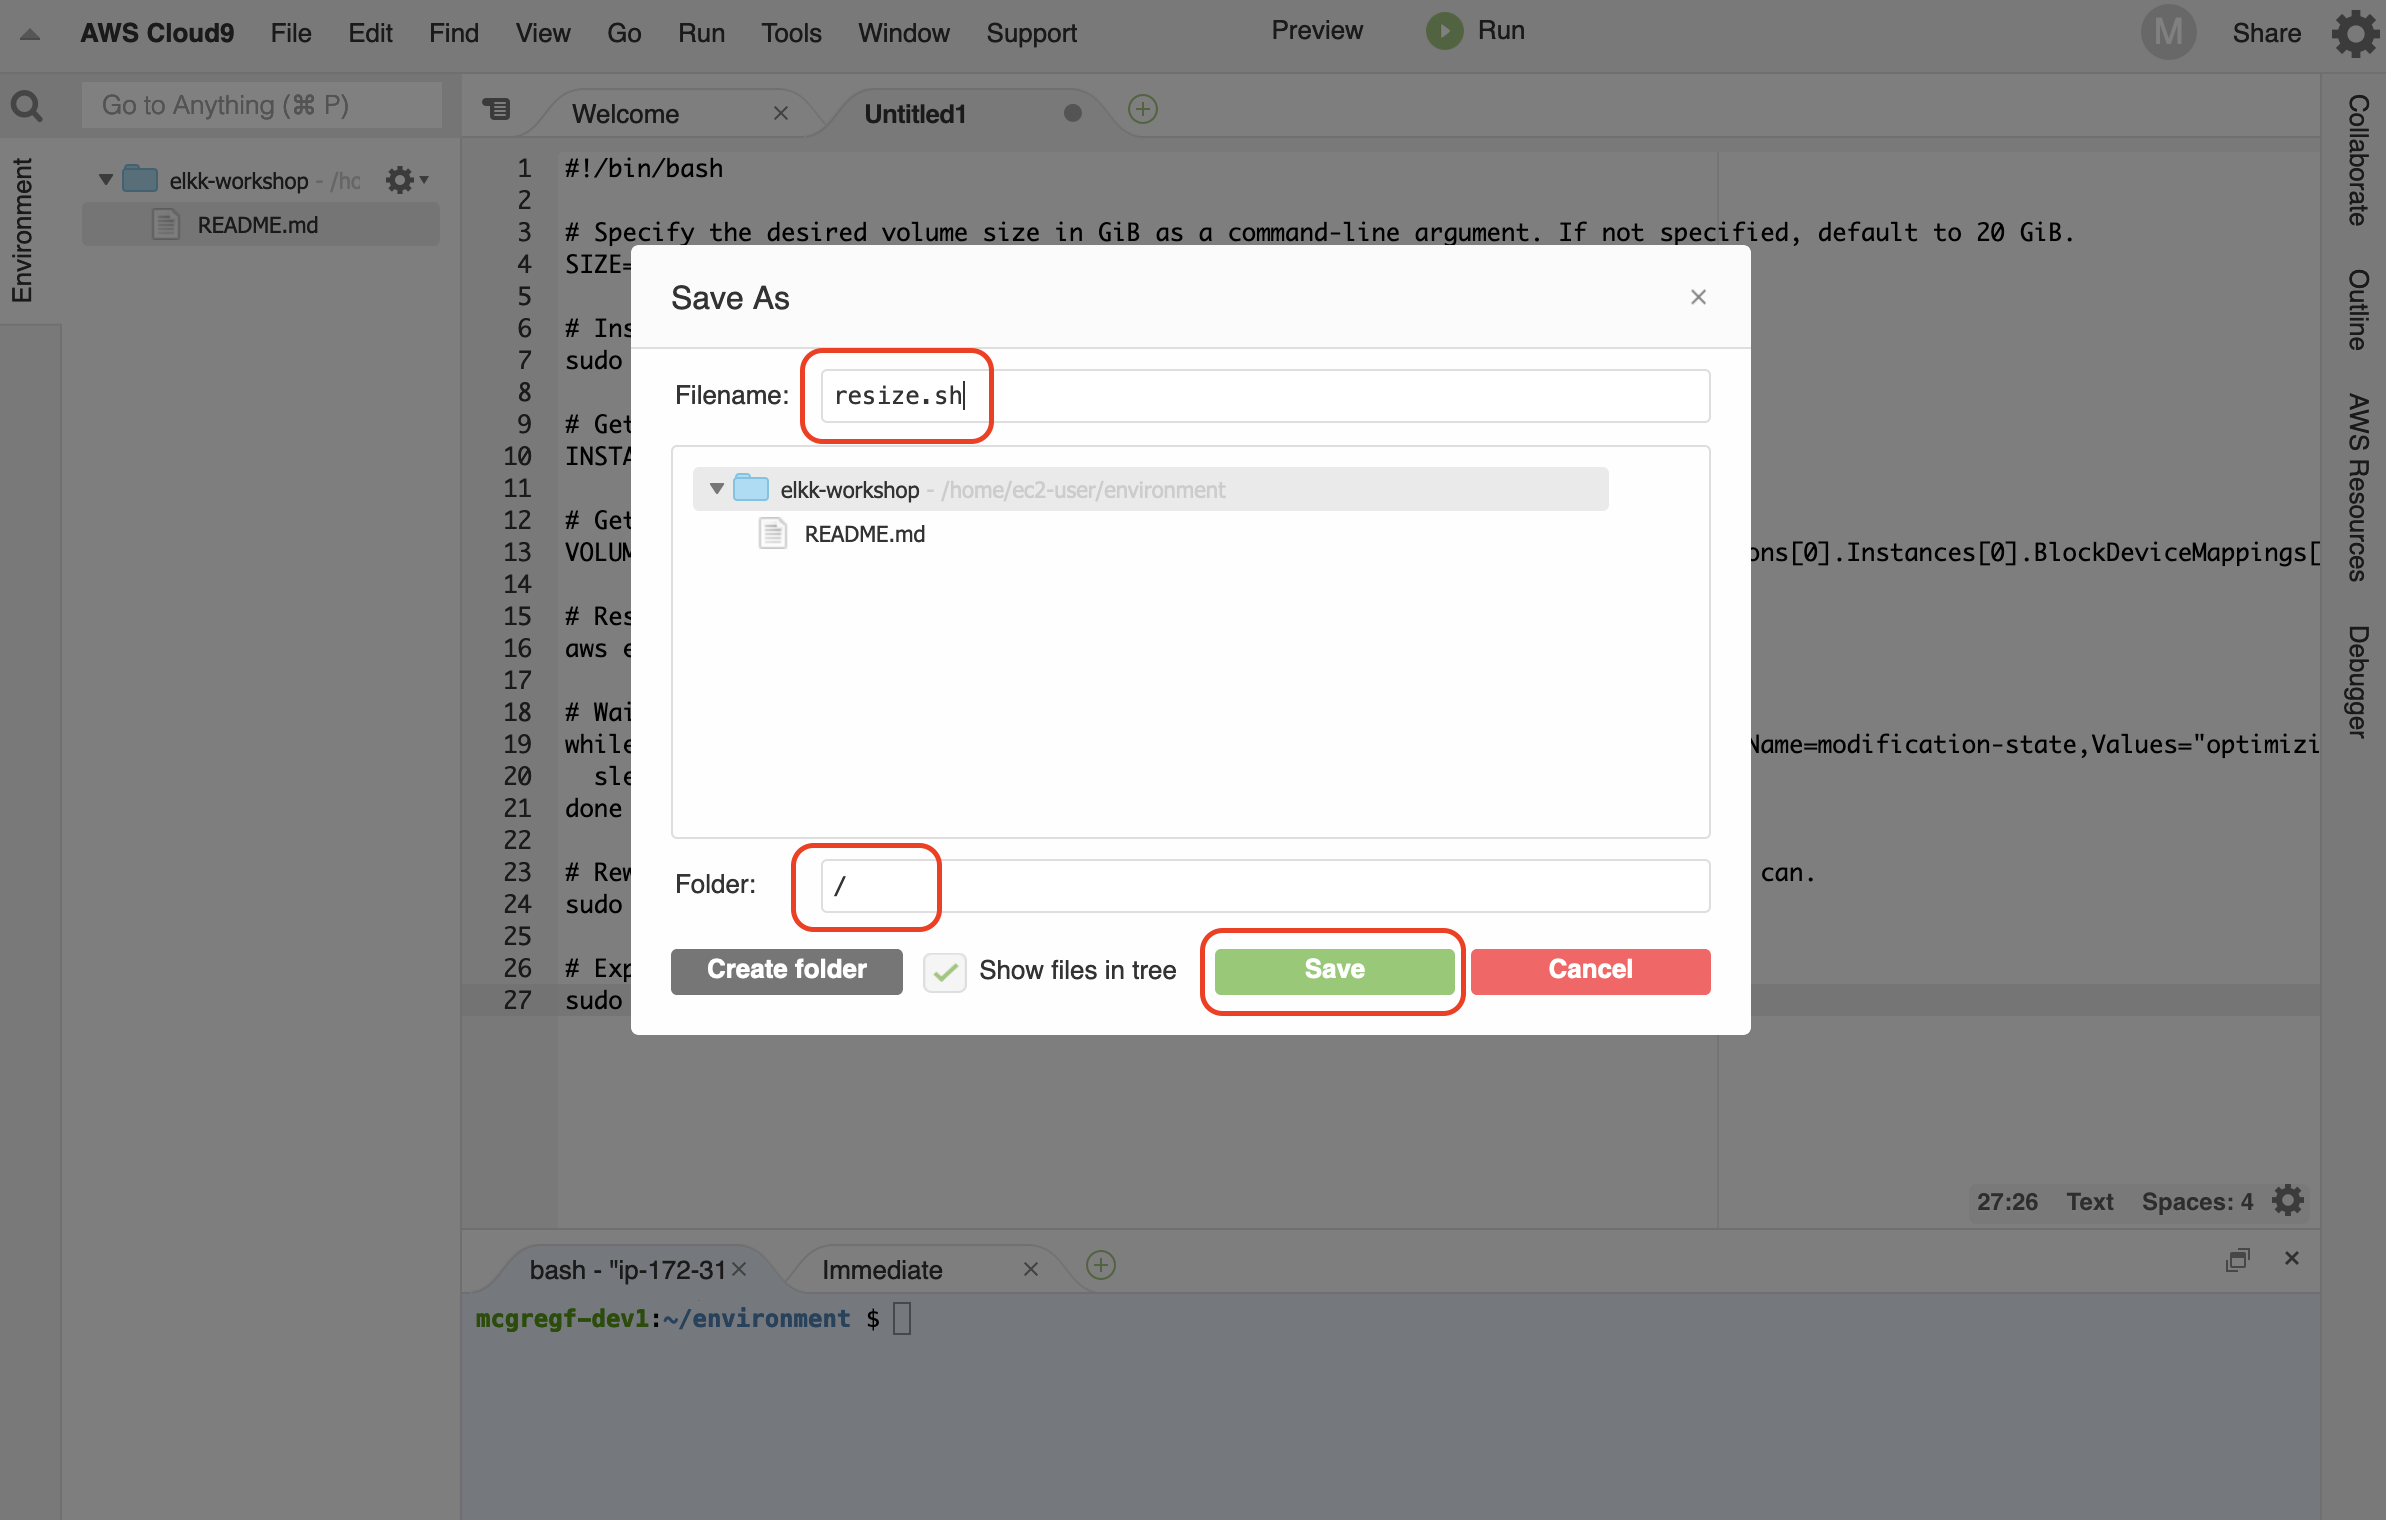 AWS Cloud9 File Edit Find View Go Run Tools Window Support Preview Run M Share
Go to Anything (⌘ P)
Welcome Untitled1
Environment
elkk-workshop - /ho
README.md
1 #!/bin/bash
2
3 # Specify the desired volume size in GiB as a command-line argument. If not specified, default to 20 GiB.
4 SIZE=
5
6 # Ins
7 sudo
8
9 # Get
10 INSTA
11
12 # Get
13 VOLUM ons[0].Instances[0].BlockDeviceMappings[
14
15 # Res
16 aws e
17
18 # Wai
19 while Name=modification-state,Values="optimizi
20 sle
21 done
22
23 # Rew can.
24 sudo
25
26 # Exp
27 sudo
Save As
Filename: resize.sh
elkk-workshop - /home/ec2-user/environment
README.md
Folder: /
Create folder Show files in tree Save Cancel
27:26 Text Spaces: 4
bash - "ip-172-31 Immediate
mcgregf-dev1:~/environment $
Collaborate
Outline
AWS Resources
Debugger